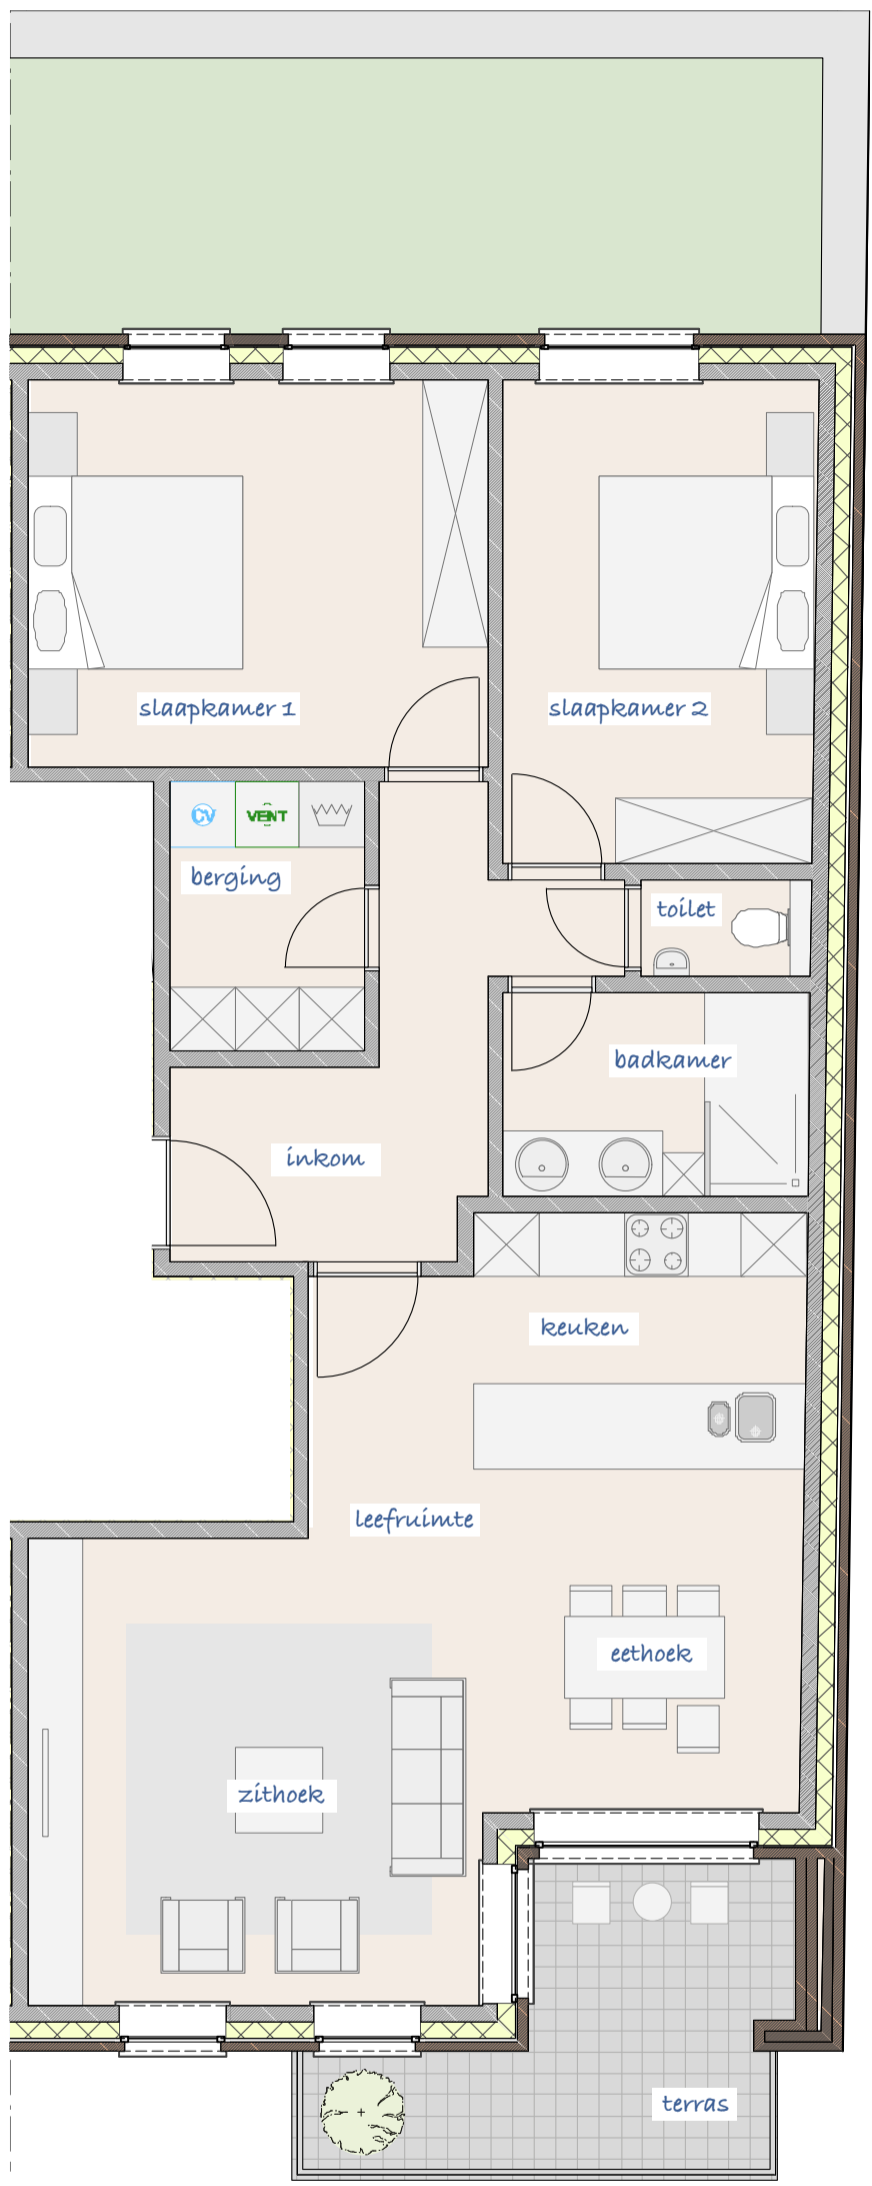 slaapkamer 1
slaapkamer 2
CV
VENT
berging
toilet
badkamer
inkom
keuken
leefruimte
eethoek
zithoek
terras